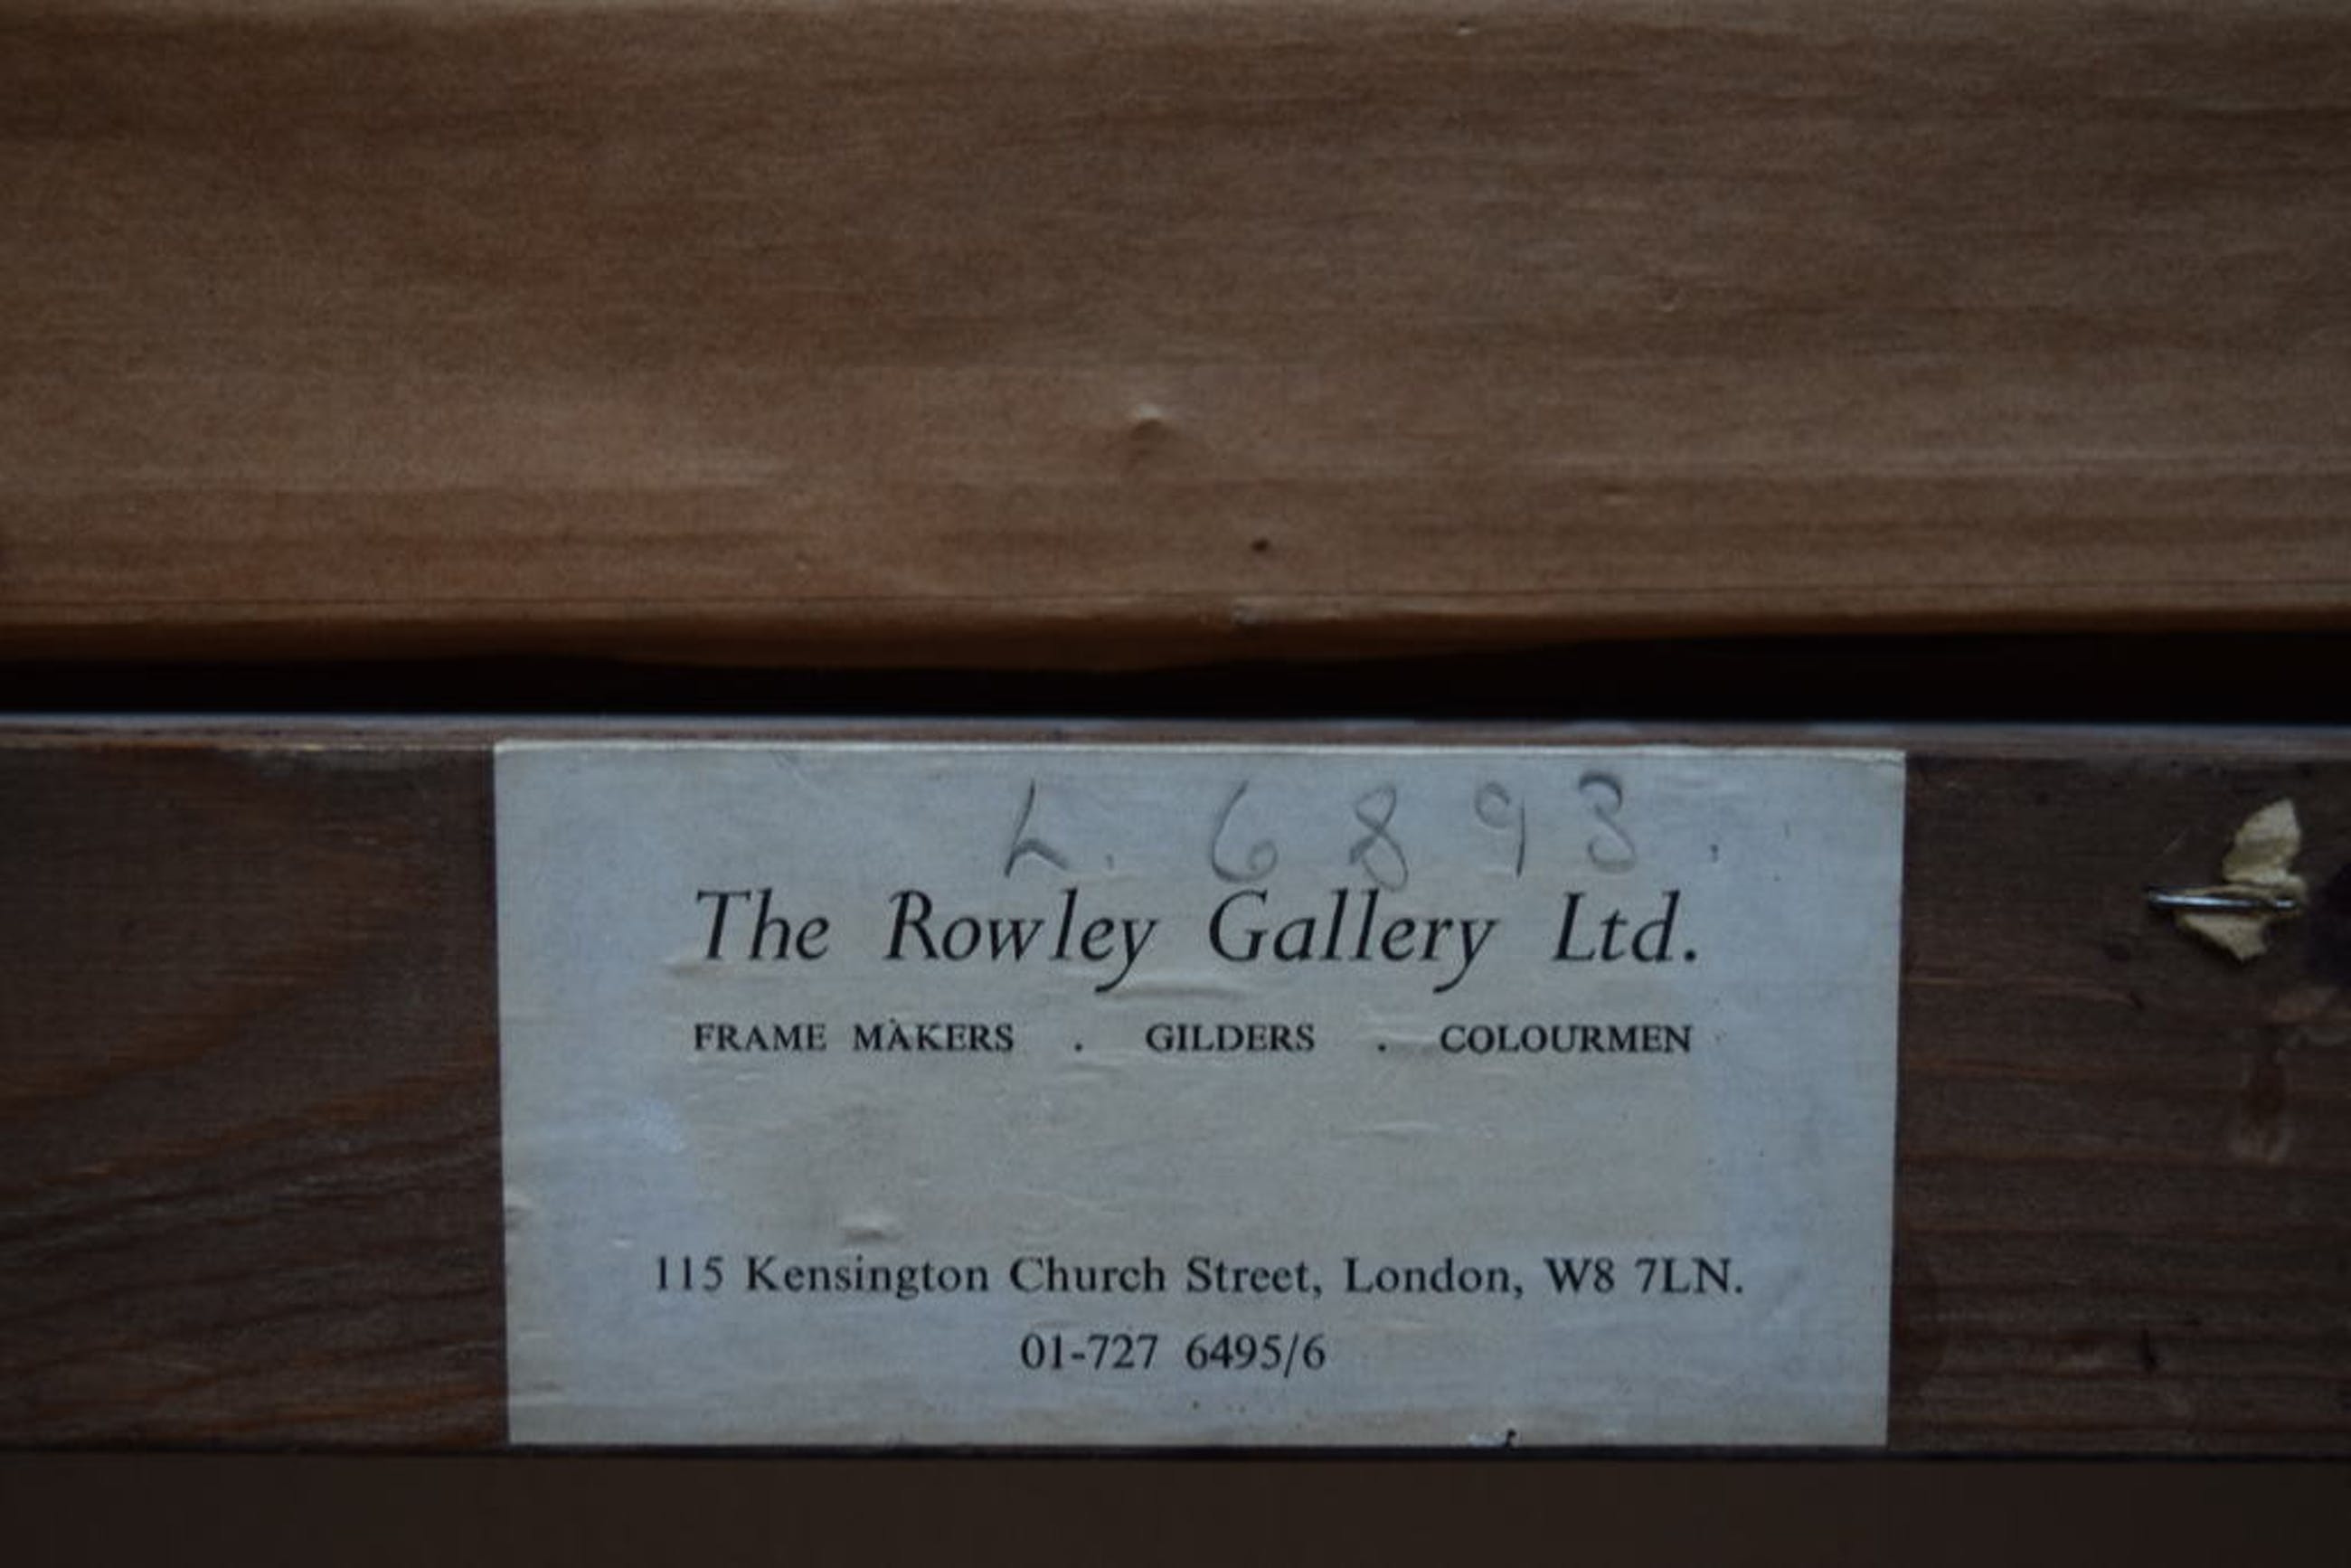 L. 6893.
The Rowley Gallery Ltd.
FRAME MAKERS . GILDERS . COLOURMEN
115 Kensington Church Street, London, W8 7LN.
01-727 6495/6